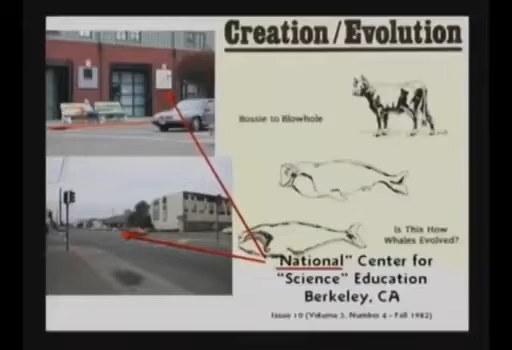 Creation/Evolution
Bossie to Blowhole
Is This How
Whales Evolved?
"National" Center for
"Science" Education
Berkeley, CA
Issue 10 (Volume 3, Number 4 - Fall 1982)